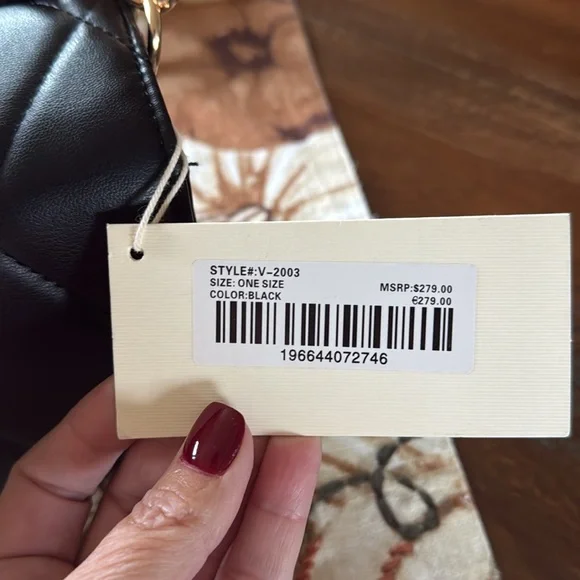 STYLE#:V-2003
SIZE: ONE SIZE MSRP:$279.00
COLOR:BLACK €279.00
196644072746